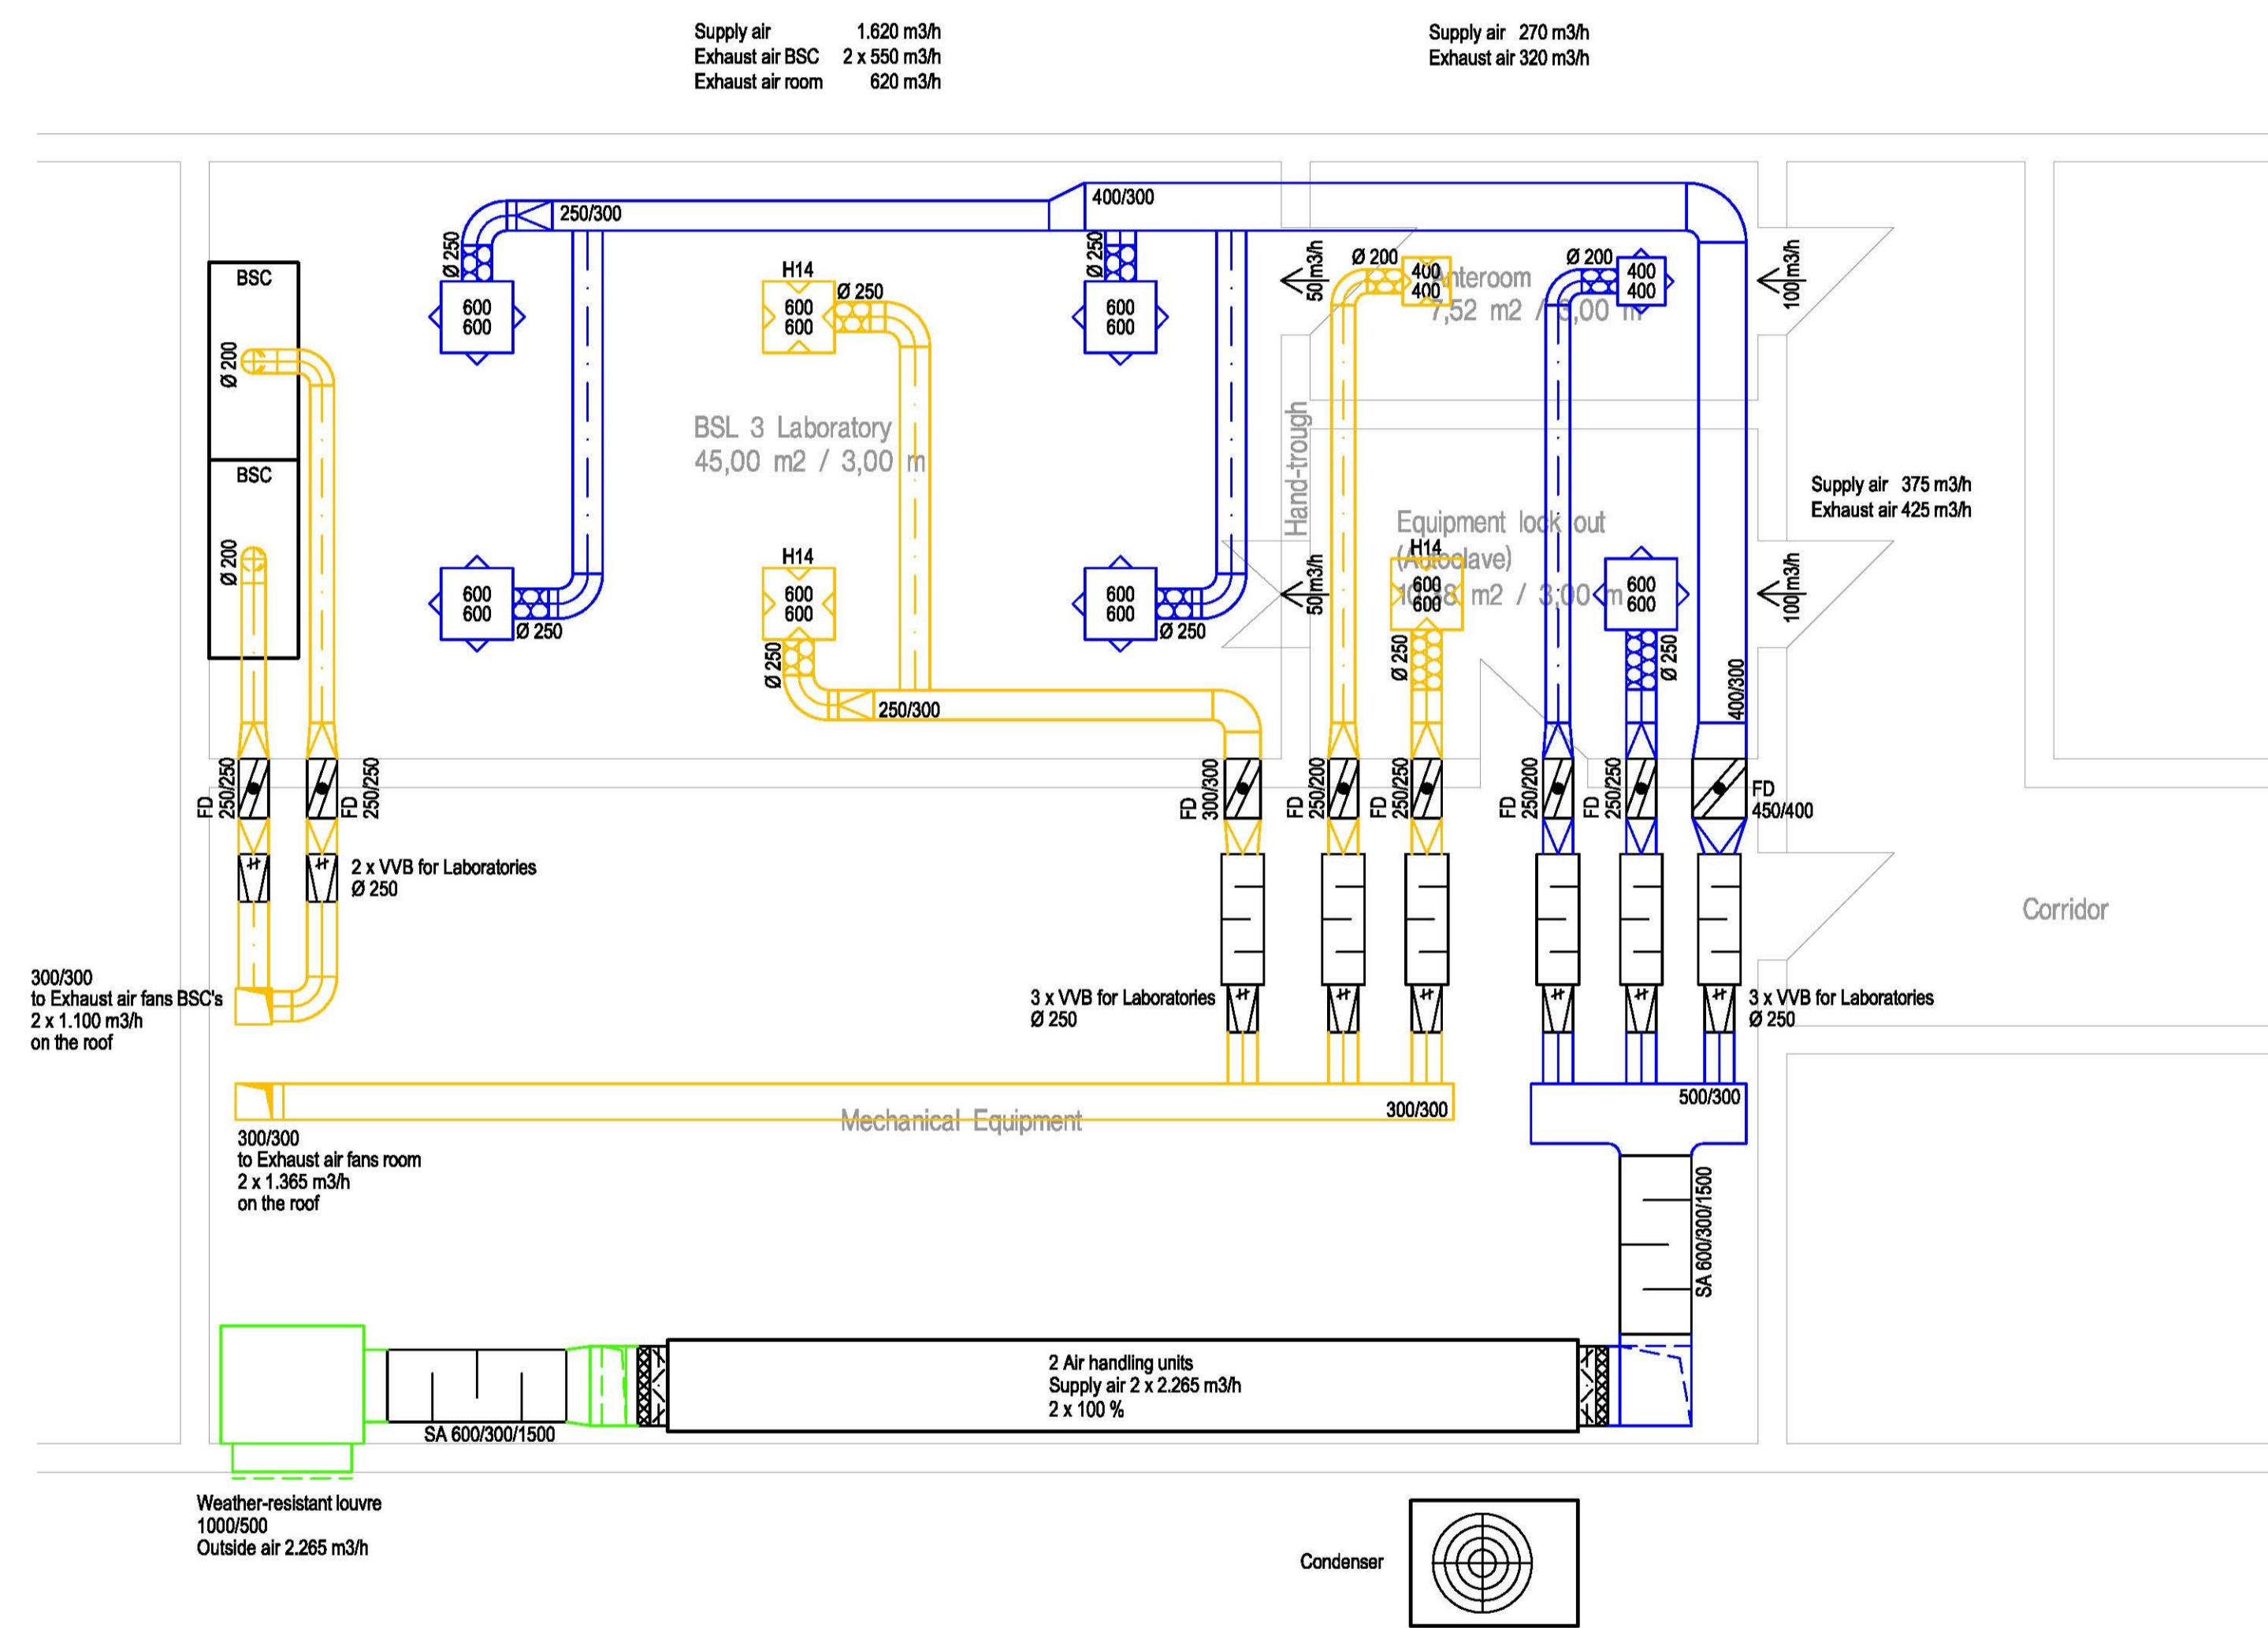 Supply air 1.620 m3/h
Exhaust air BSC 2 x 550 m3/h
Exhaust air room 620 m3/h
Supply air 270 m3/h
Exhaust air 320 m3/h
400/300
250/300
Ø 250
Ø 250
50 m3/h
Ø 200
Ø 200
100 m3/h
BSC
H14
Ø 250
400
400
Anteroom
7,52 m2 / 3,00 m
400
400
600
600
600
600
600
600
Ø 200
BSL 3 Laboratory
45,00 m2 / 3,00 m
Hand-trough
BSC
Supply air 375 m3/h
Exhaust air 425 m3/h
Equipment lock out
(Autoclave)
m2 / 3,00 m
Ø 200
H14
H14
50 m3/h
100 m3/h
600
600
600
600
600
600
600
600
600
600
Ø 250
Ø 250
Ø 250
Ø 250
Ø 250
250/300
400/300
FD
250/250
FD
250/250
FD
300/300
FD
250/200
FD
250/250
FD
250/200
FD
250/250
FD
450/400
2 x VVB for Laboratories
Ø 250
Corridor
300/300
to Exhaust air fans BSC's
2 x 1.100 m3/h
on the roof
3 x VVB for Laboratories
Ø 250
3 x VVB for Laboratories
Ø 250
Mechanical Equipment
300/300
500/300
300/300
to Exhaust air fans room
2 x 1.365 m3/h
on the roof
SA 600/300/1500
2 Air handling units
Supply air 2 x 2.265 m3/h
2 x 100 %
SA 600/300/1500
Weather-resistant louvre
1000/500
Outside air 2.265 m3/h
Condenser